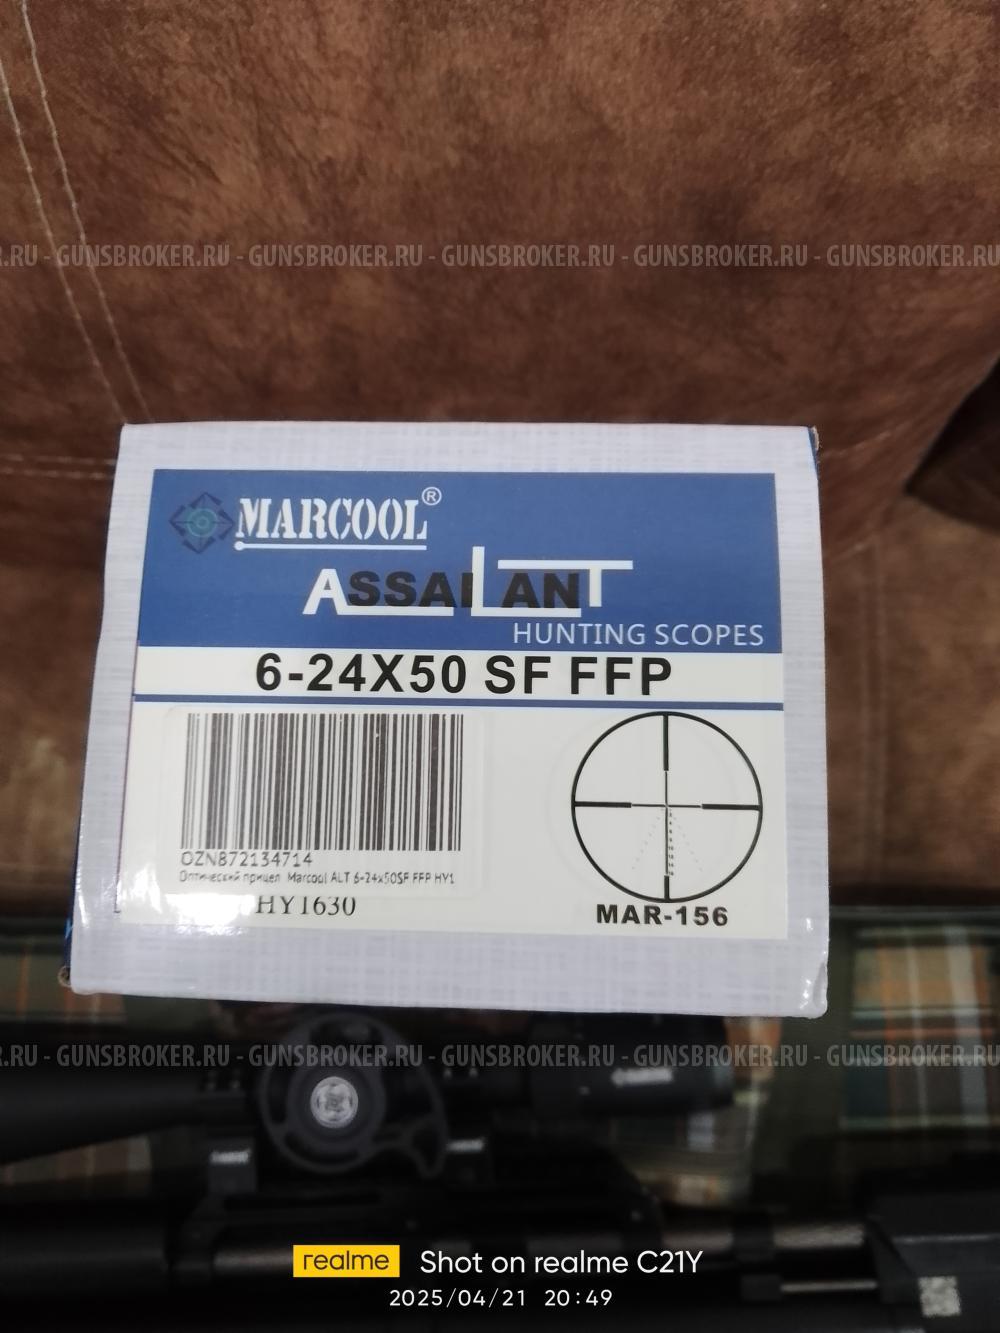 .RU - GUNSBROKER.RU - GUNSBROKER.RU - GUNSBROKER.RU - GUNSBROKER.RU - GUNSBROKER
MARCOOL®
ASSAILANT
HUNTING SCOPES
6-24X50 SF FFP
OZN872134714
Оптический прицел Marcool ALT 6-24x50SF FFP HY1
HY1630
MAR-156
.RU - GUNSBROKER.RU - GUNSBROKER.RU - GUNSBROKER.RU - GUNSBROKER.RU - GUNSBROKER
realme Shot on realme C21Y
2025/04/21 20:49